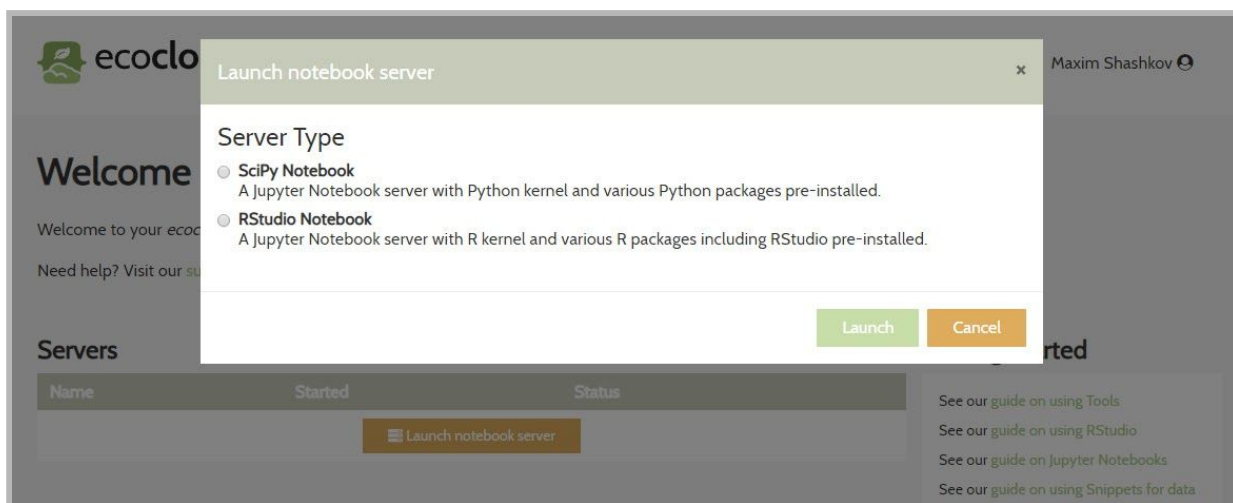 ecoclo
Maxim Shashkov
Launch notebook server
×
Server Type
SciPy Notebook
A Jupyter Notebook server with Python kernel and various Python packages pre-installed.
RStudio Notebook
A Jupyter Notebook server with R kernel and various R packages including RStudio pre-installed.
Launch
Cancel
Welcome
Welcome to your ecoc
Need help? Visit our su
Servers
Name Started Status
Launch notebook server
rted
See our guide on using Tools
See our guide on using RStudio
See our guide on Jupyter Notebooks
See our guide on using Snippets for data